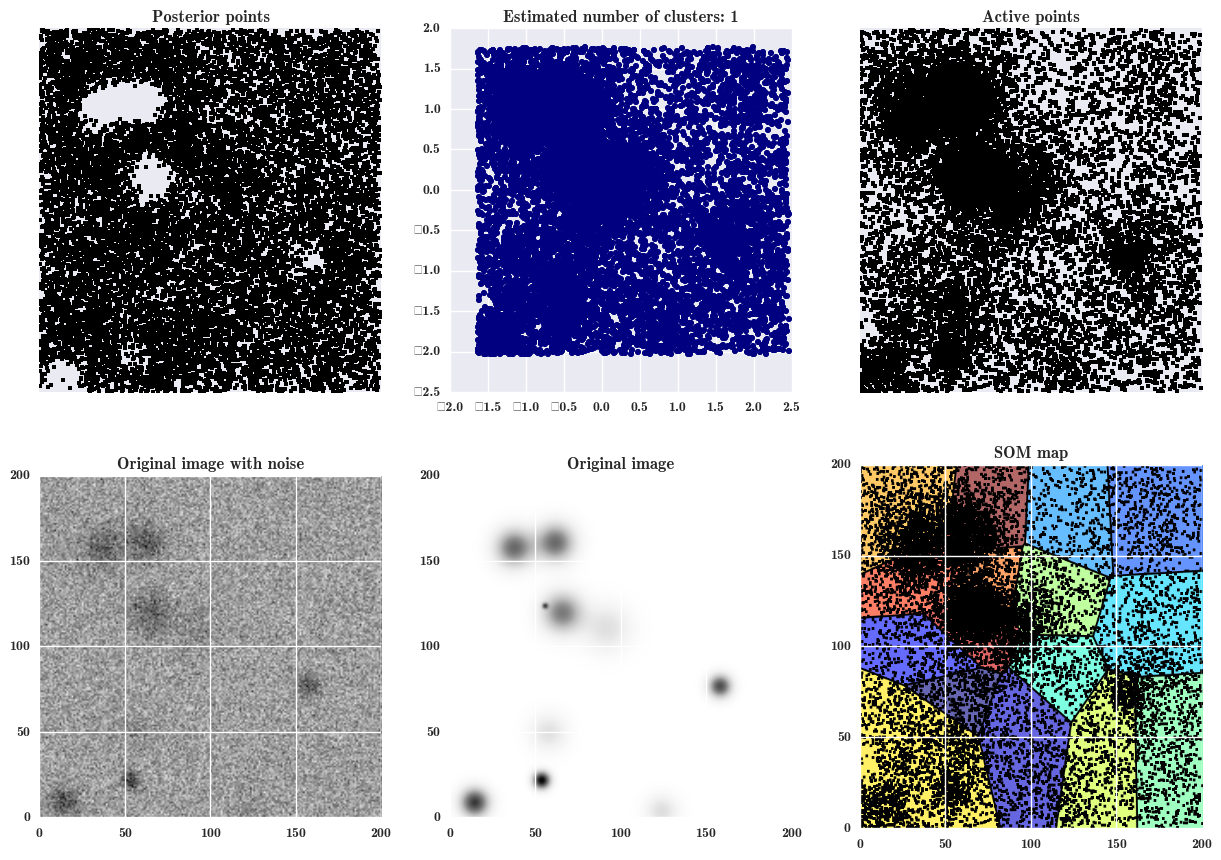 Posterior points
Estimated number of clusters: 1
Active points
2.0
1.5
1.0
0.5
0.0
□0.5
□1.0
□1.5
□2.0
□2.5
□2.0 □1.5 □1.0 □0.5 0.0 0.5 1.0 1.5 2.0 2.5
Original image with noise
200
150
100
50
0
0 50 100 150 200
Original image
200
150
100
50
0
0 50 100 150 200
SOM map
200
150
100
50
0
0 50 100 150 200